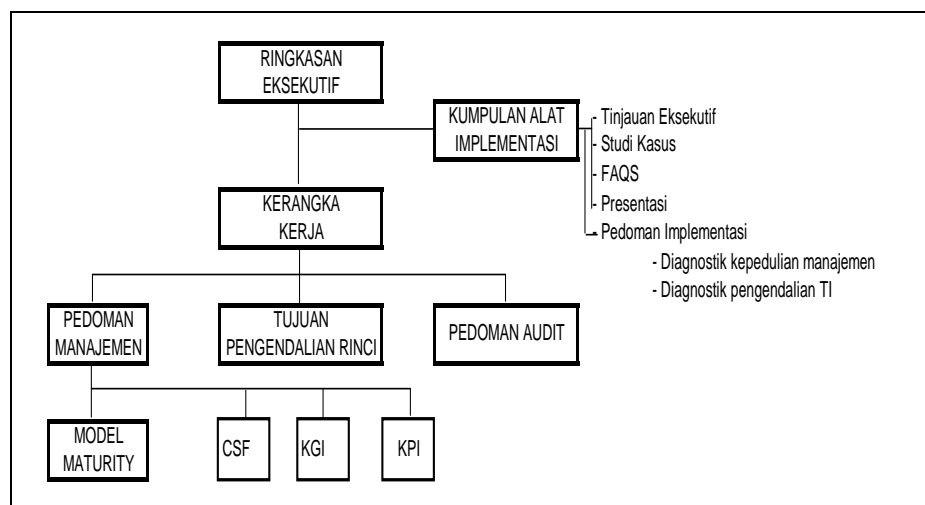 RINGKASAN
EKSEKUTIF
KUMPULAN ALAT
IMPLEMENTASI
- Tinjauan Eksekutif
- Studi Kasus
- FAQS
- Presentasi
- Pedoman Implementasi
- Diagnostik kepedulian manajemen
- Diagnostik pengendalian TI
KERANGKA
KERJA
PEDOMAN
MANAJEMEN
TUJUAN
PENGENDALIAN RINCI
PEDOMAN AUDIT
MODEL
MATURITY
CSF
KGI
KPI